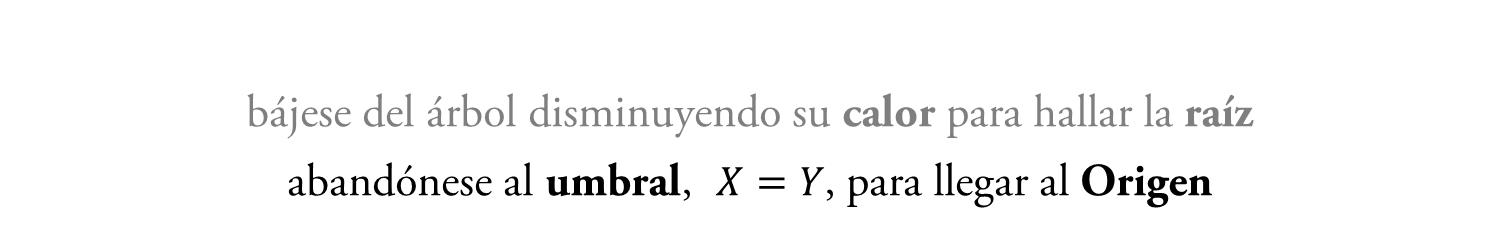 bájese del árbol disminuyendo su calor para hallar la raíz
abandónese al umbral, X = Y, para llegar al Origen